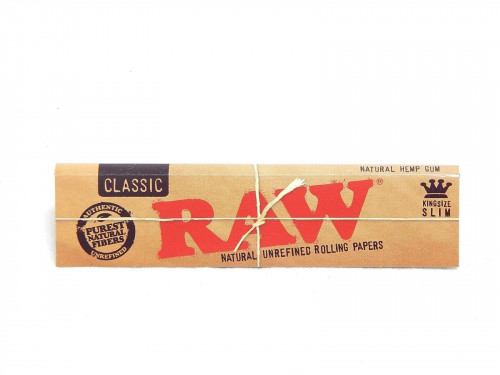 CLASSIC
NATURAL HEMP GUM
RAW®
KINGSIZE
SLIM
AUTHENTIC
PUREST
NATURAL
FIBERS
UNREFINED
NATURAL UNREFINED ROLLING PAPERS